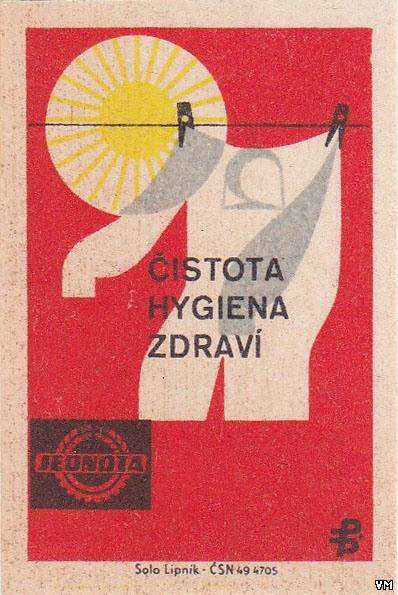 ČISTOTA
HYGIENA
ZDRAVÍ
JEDNOTA
Solo Lipník - ČSN 49 4705
VM